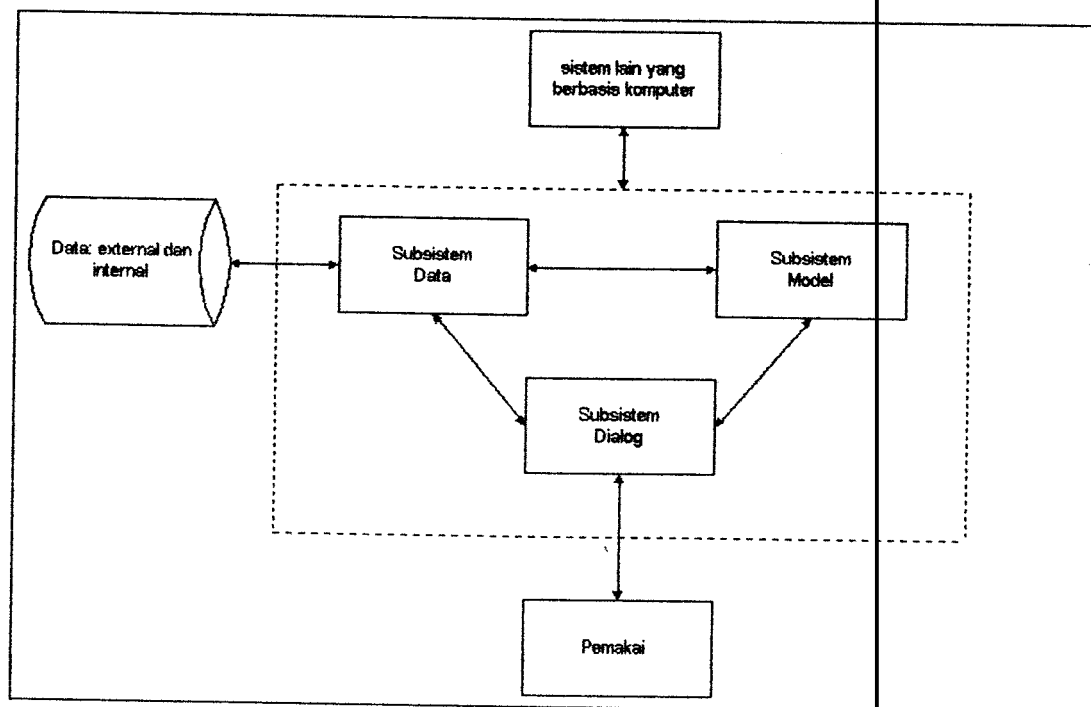 sistem lain yang
berbasis komputer
Data: external dan
internal
Subsistem
Data
Subsistem
Model
Subsistem
Dialog
Pemakai